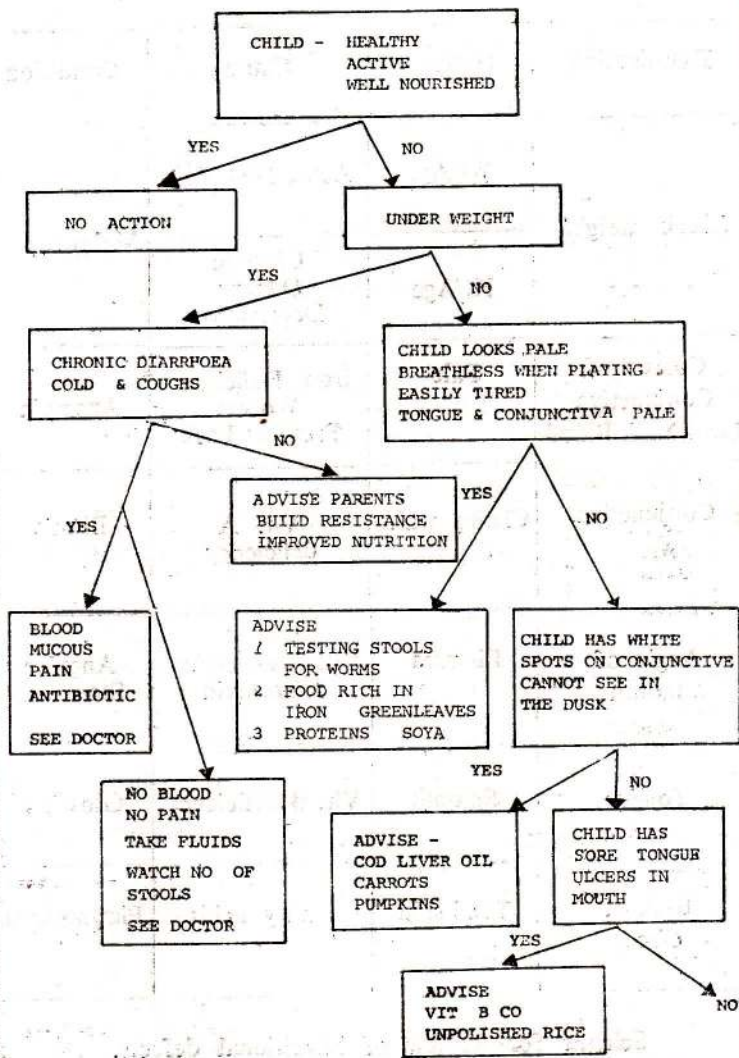 CHILD - HEALTHY
ACTIVE
WELL NOURISHED
YES
NO
NO ACTION
UNDER WEIGHT
YES
NO
CHRONIC DIARRHOEA
COLD & COUGHS
CHILD LOOKS PALE
BREATHLESS WHEN PLAYING
EASILY TIRED
TONGUE & CONJUNCTIVA PALE
YES
NO
ADVISE PARENTS
BUILD RESISTANCE
IMPROVED NUTRITION
YES
NO
BLOOD
MUCOUS
PAIN
ANTIBIOTIC
SEE DOCTOR
NO BLOOD
NO PAIN
TAKE FLUIDS
WATCH NO OF
STOOLS
SEE DOCTOR
ADVISE
1 TESTING STOOLS
FOR WORMS
2 FOOD RICH IN
IRON GREENLEAVES
3 PROTEINS SOYA
CHILD HAS WHITE
SPOTS ON CONJUNCTIVE
CANNOT SEE IN
THE DUSK
YES
NO
ADVISE -
COD LIVER OIL
CARROTS
PUMPKINS
CHILD HAS
SORE TONGUE
ULCERS IN
MOUTH
YES
NO
ADVISE
VIT B CO
UNPOLISHED RICE